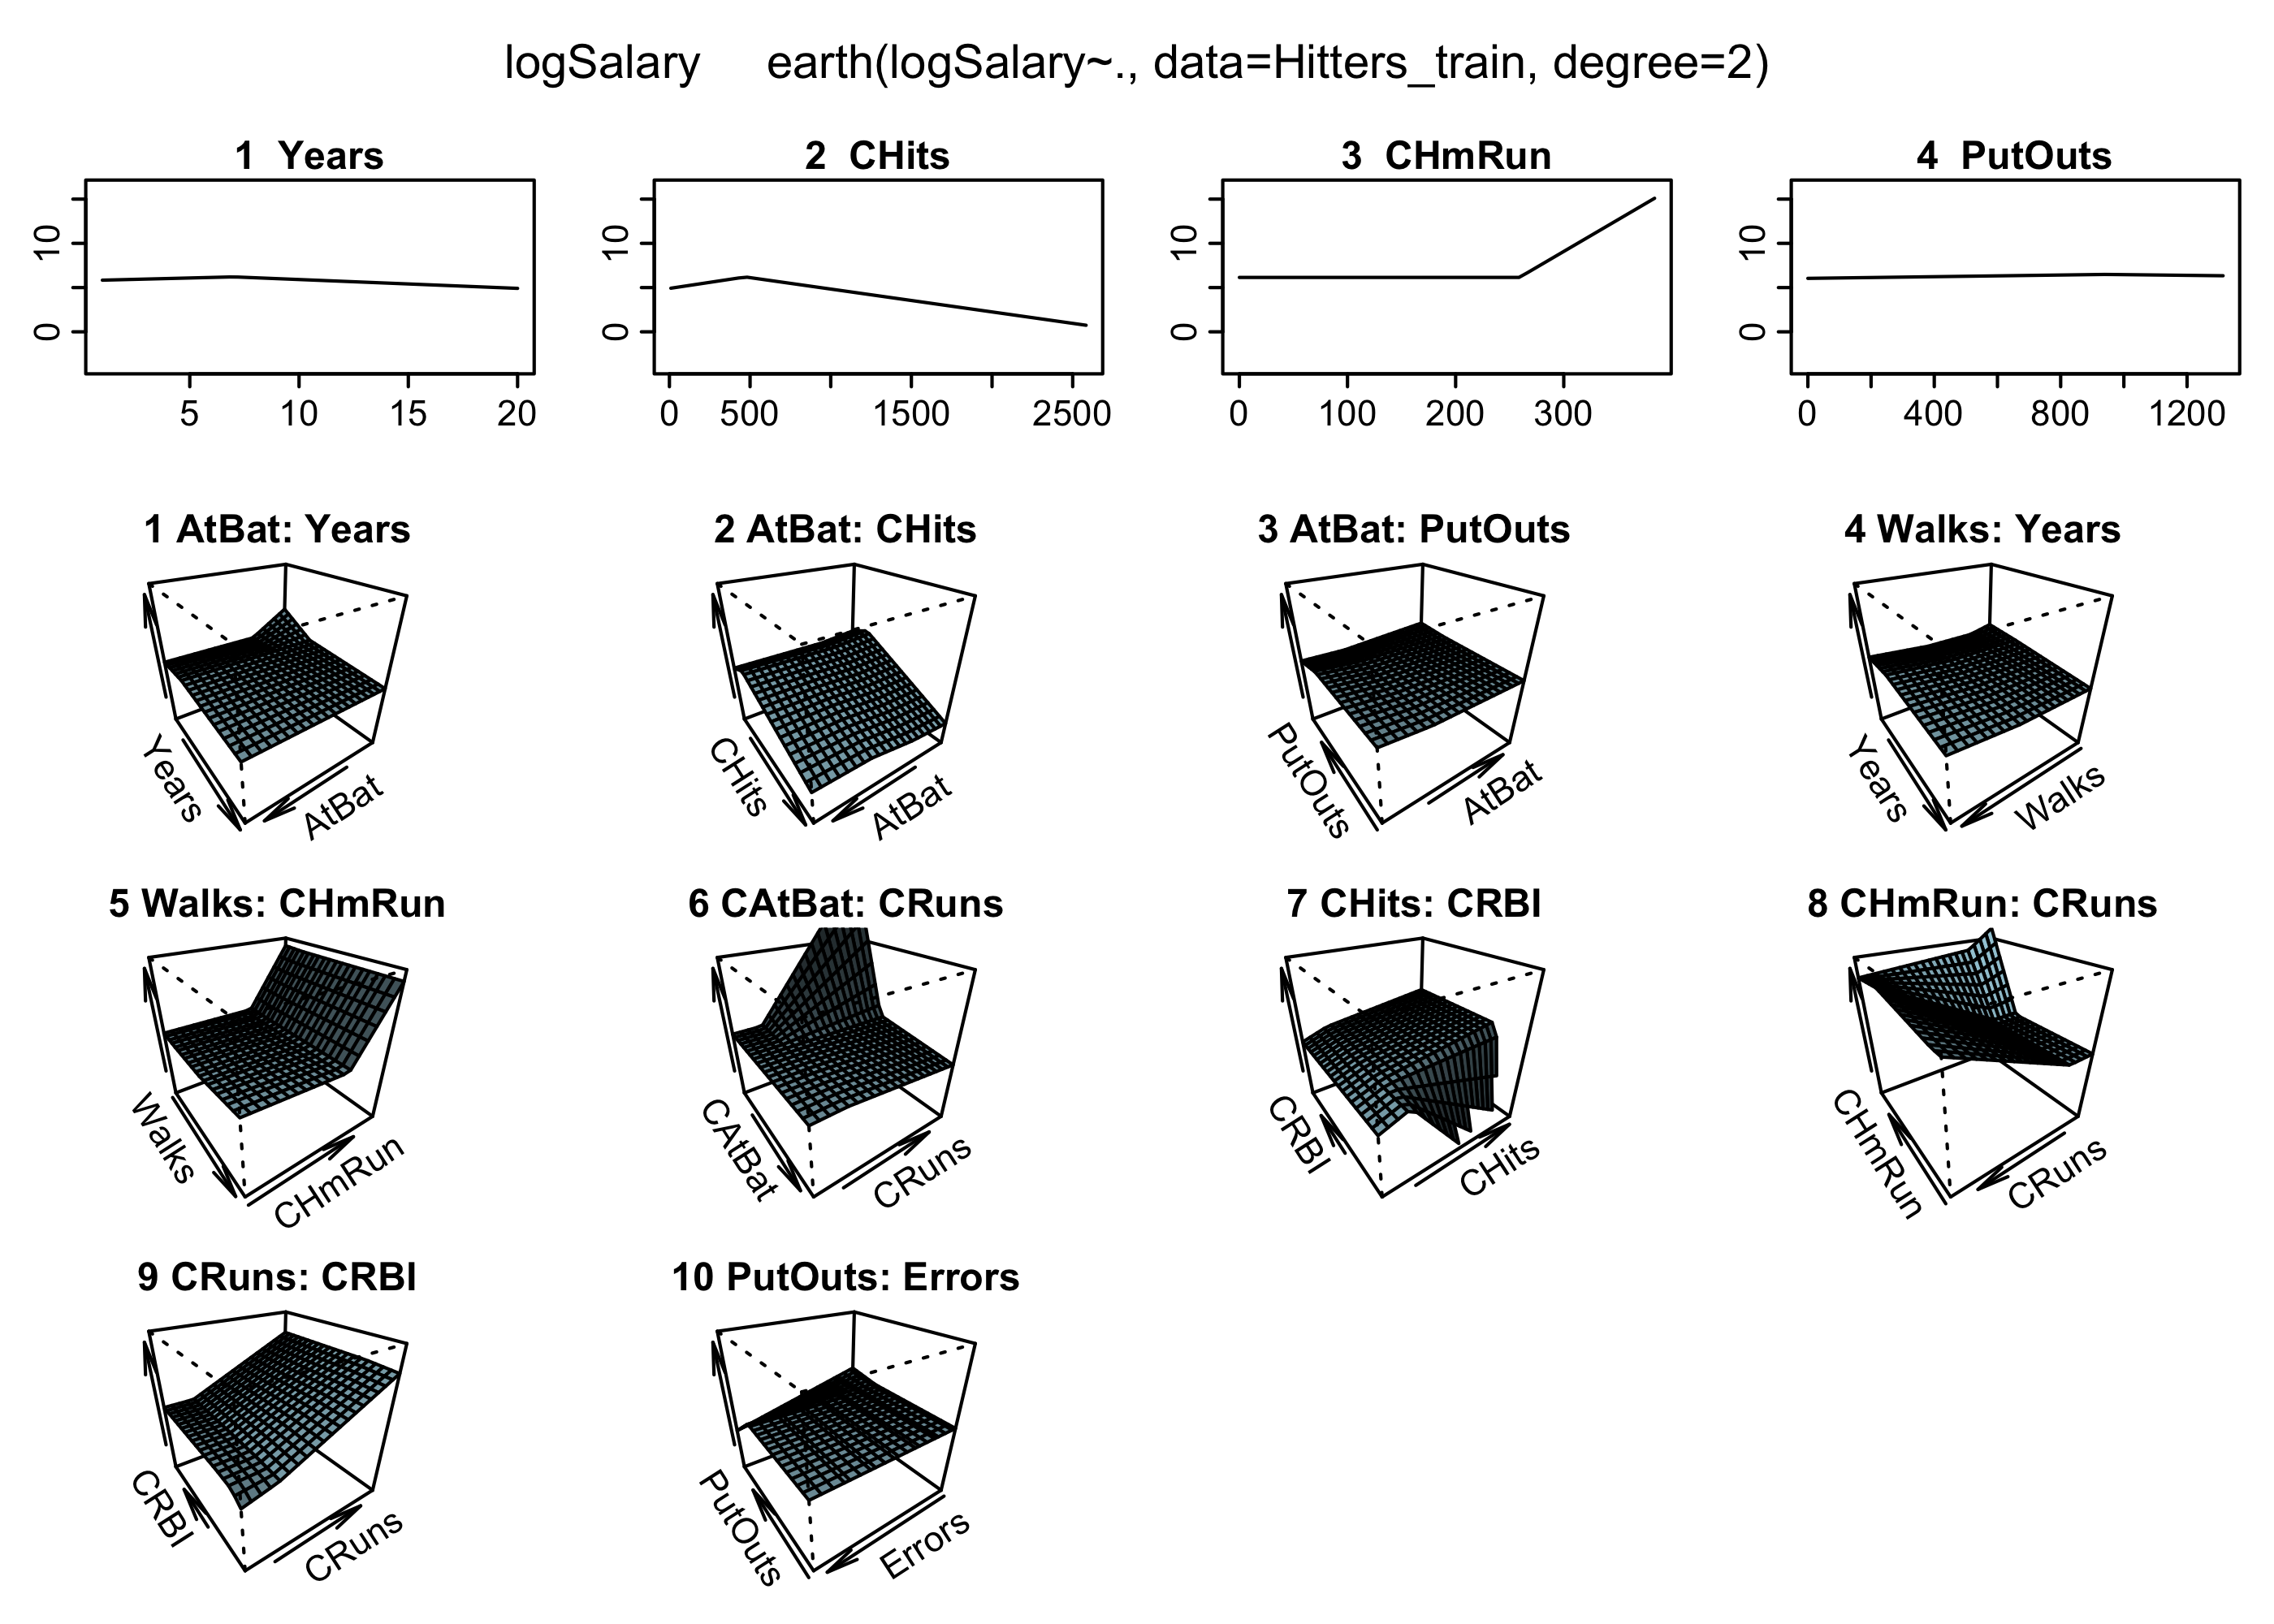 logSalary earth(logSalary~., data=Hitters_train, degree=2)
1 Years
2 CHits
3 CHmRun
4 PutOuts
0 10
0 10
0 10
0 10
5 10 15 20
0 500 1500 2500
0 100 200 300
0 400 800 1200
1 AtBat: Years
2 AtBat: CHits
3 AtBat: PutOuts
4 Walks: Years
Years
AtBat
CHits
AtBat
PutOuts
AtBat
Years
Walks
5 Walks: CHmRun
6 CAtBat: CRuns
7 CHits: CRBI
8 CHmRun: CRuns
Walks
CHmRun
CAtBat
CRuns
CRBI
CHits
CHmRun
CRuns
9 CRuns: CRBI
10 PutOuts: Errors
CRBI
CRuns
PutOuts
Errors